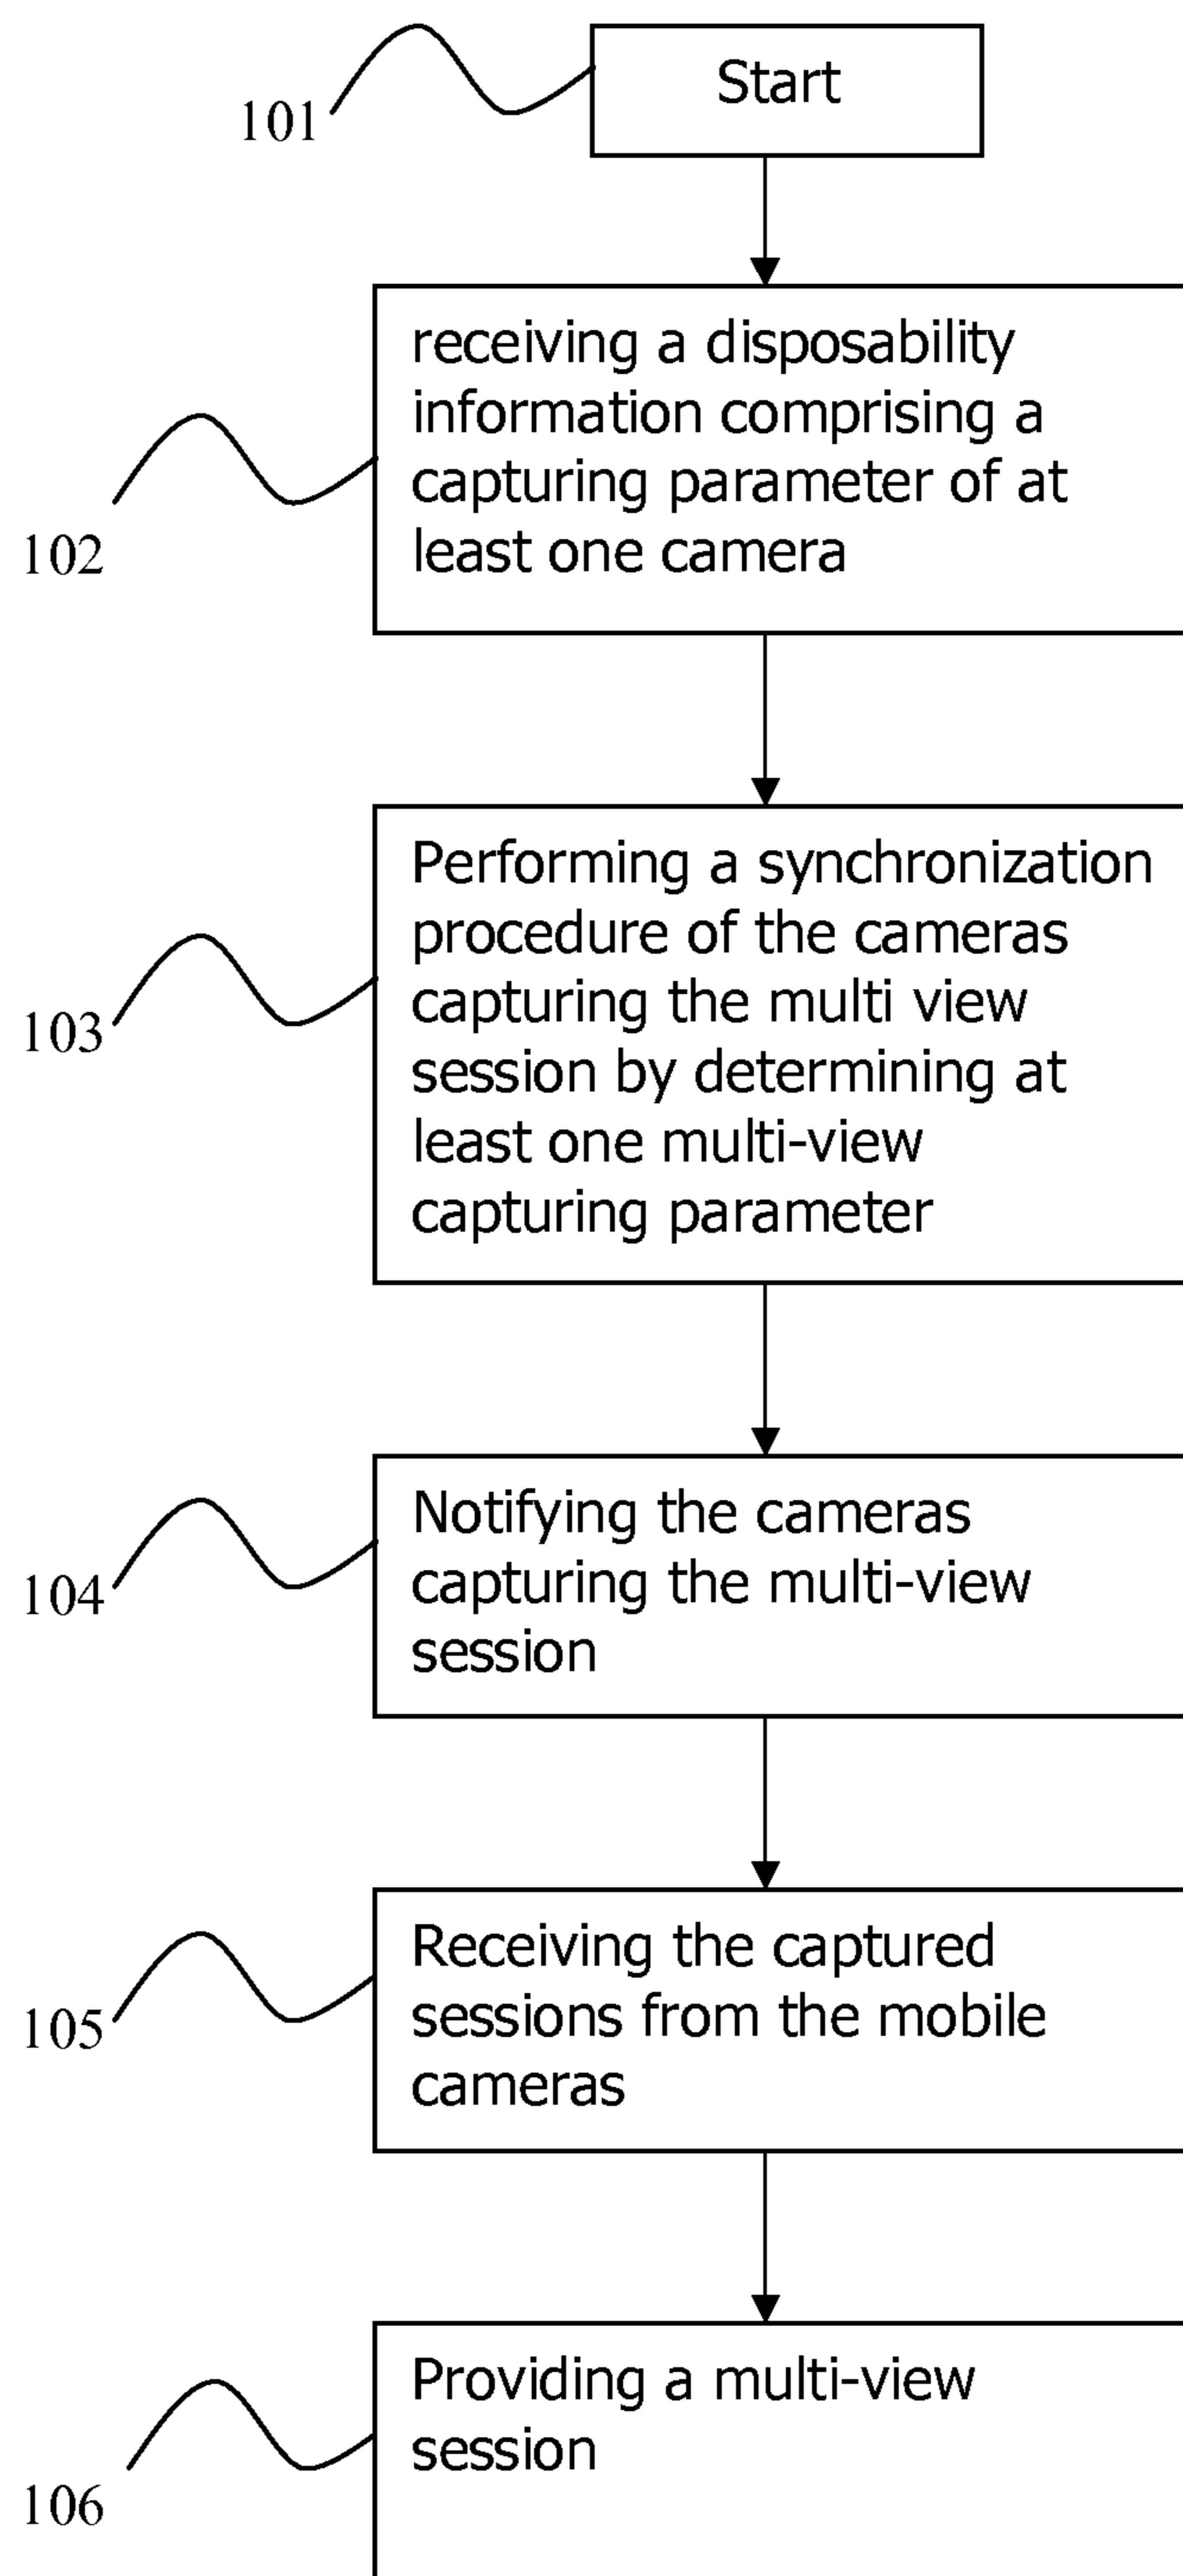 Start
101
receiving a disposability
information comprising a
capturing parameter of at
least one camera
102
Performing a synchronization
procedure of the cameras
capturing the multi view
session by determining at
least one multi-view
capturing parameter
103
Notifying the cameras
capturing the multi-view
session
104
Receiving the captured
sessions from the mobile
cameras
105
Providing a multi-view
session
106